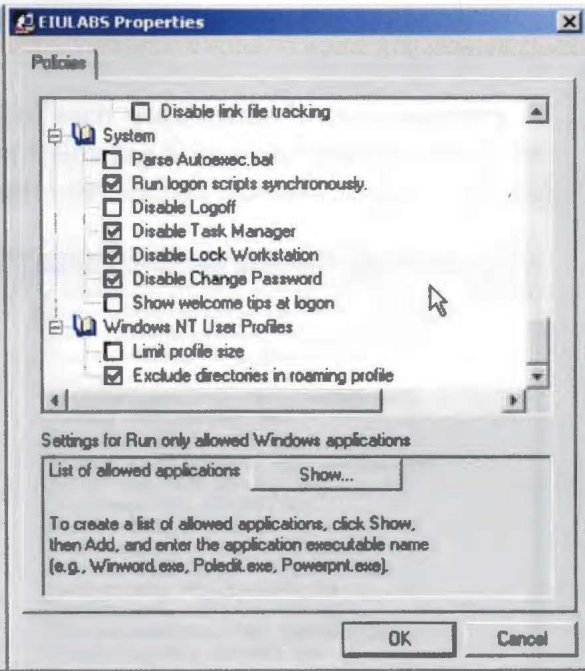 EIULABS Properties
Policies
Disable link file tracking
System
Parse Autoexec.bat
Run logon scripts synchronously.
Disable Logoff
Disable Task Manager
Disable Lock Workstation
Disable Change Password
Show welcome tips at logon
Windows NT User Profiles
Limit profile size
Exclude directories in roaming profile
Settings for Run only allowed Windows applications
List of allowed applications Show...
To create a list of allowed applications, click Show,
then Add, and enter the application executable name
(e.g., Winword.exe, Poledit.exe, Powerpnt.exe).
OK Cancel